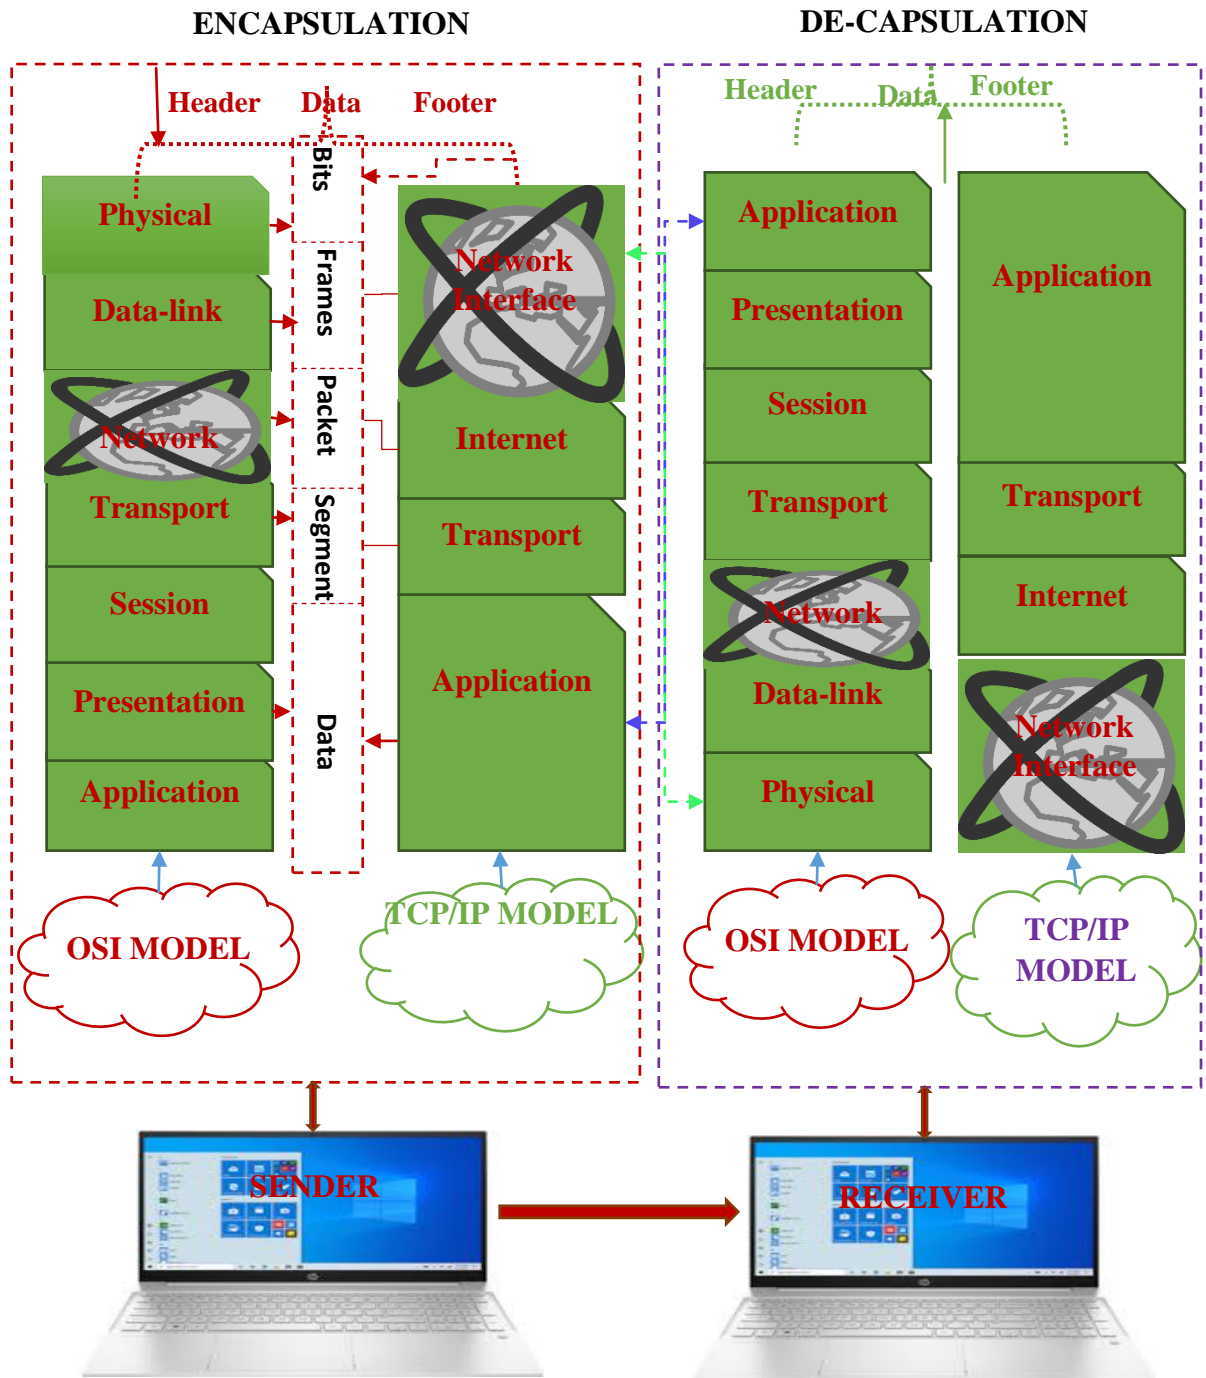 ENCAPSULATION
DE-CAPSULATION
Header Data Footer
Physical
Data-link
Network
Transport
Session
Presentation
Application
Bits
Frames
Packet
Segment
Data
Network
Interface
Internet
Transport
Application
OSI MODEL
TCP/IP MODEL
Header Data Footer
Application
Presentation
Session
Transport
Network
Data-link
Physical
Application
Transport
Internet
Network
Interface
OSI MODEL
TCP/IP
MODEL
SENDER
RECEIVER